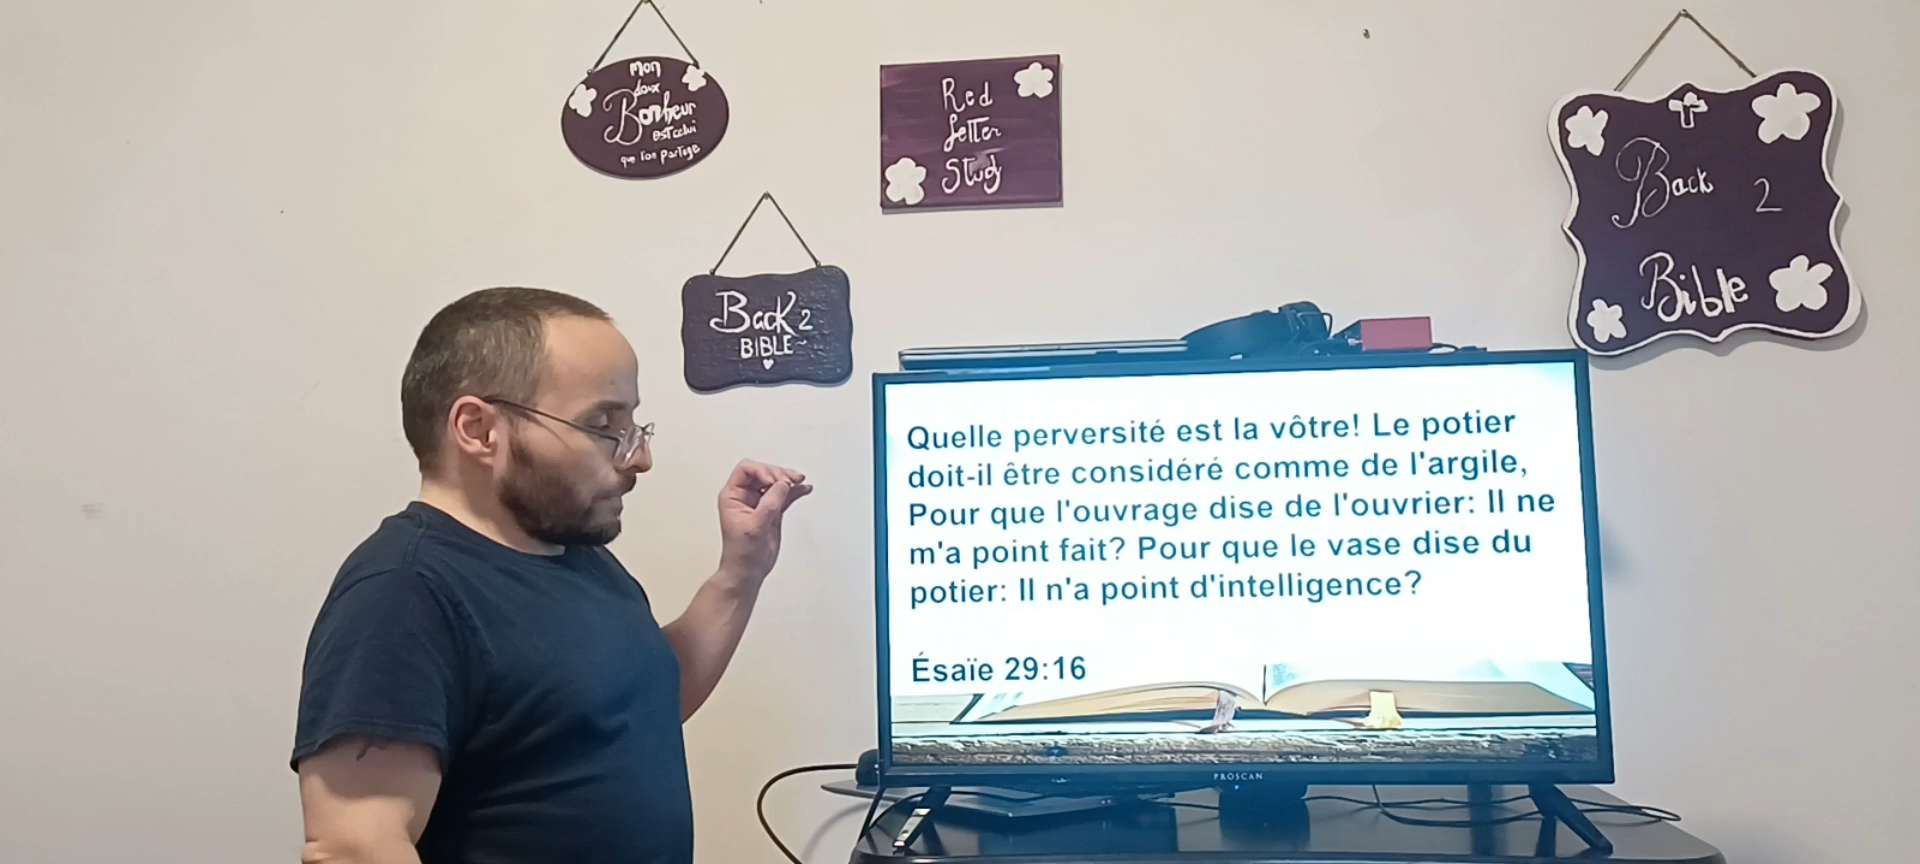 mon
doux
Bonheur
est celui
que l'on partage
Red
Letter
Study
Back 2
BIBLE
Back 2
Bible
Quelle perversité est la vôtre! Le potier
doit-il être considéré comme de l'argile,
Pour que l'ouvrage dise de l'ouvrier: Il ne
m'a point fait? Pour que le vase dise du
potier: Il n'a point d'intelligence?
Ésaïe 29:16
PROSCAN